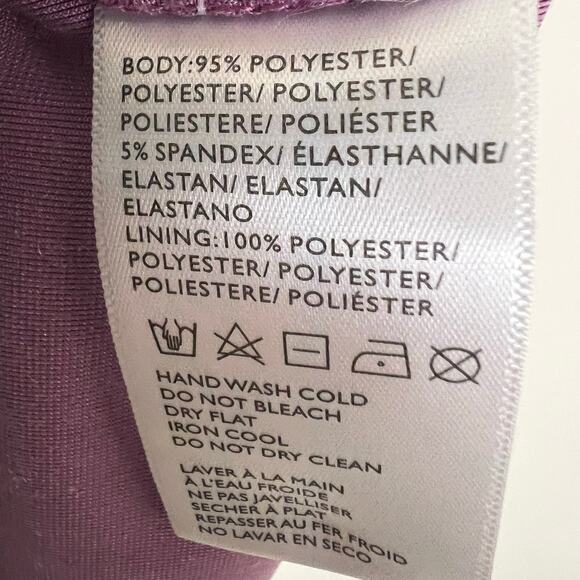 BODY:95% POLYESTER/
POLYESTER/ POLYESTER/
POLIESTERE/ POLIÉSTER
5% SPANDEX/ ÉLASTHANNE/
ELASTAN/ ELASTAN/
ELASTANO
LINING:100% POLYESTER/
POLYESTER/ POLYESTER/
POLIESTERE/ POLIÉSTER
HAND WASH COLD
DO NOT BLEACH
DRY FLAT
IRON COOL
DO NOT DRY CLEAN
LAVER À LA MAIN
À L'EAU FROIDE
NE PAS JAVELLISER
SECHER À PLAT
REPASSER AU FER FROID
NO LAVAR EN SECO